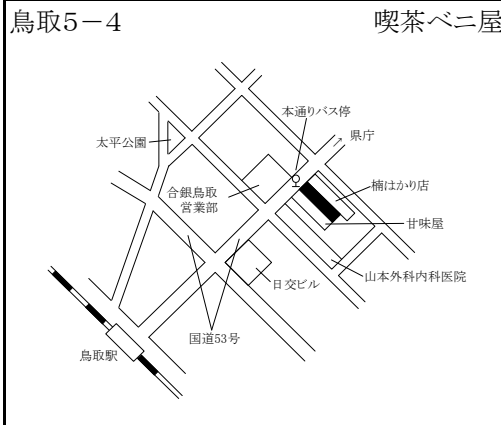 鳥取5－4
喫茶ベニ屋
本通りバス停
県庁
太平公園
楠はかり店
合銀鳥取
営業部
甘味屋
山本外科内科医院
日交ビル
国道53号
鳥取駅